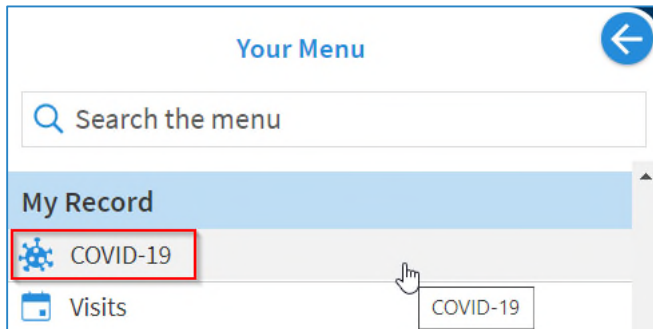 Your Menu
Search the menu
My Record
COVID-19
Visits
COVID-19